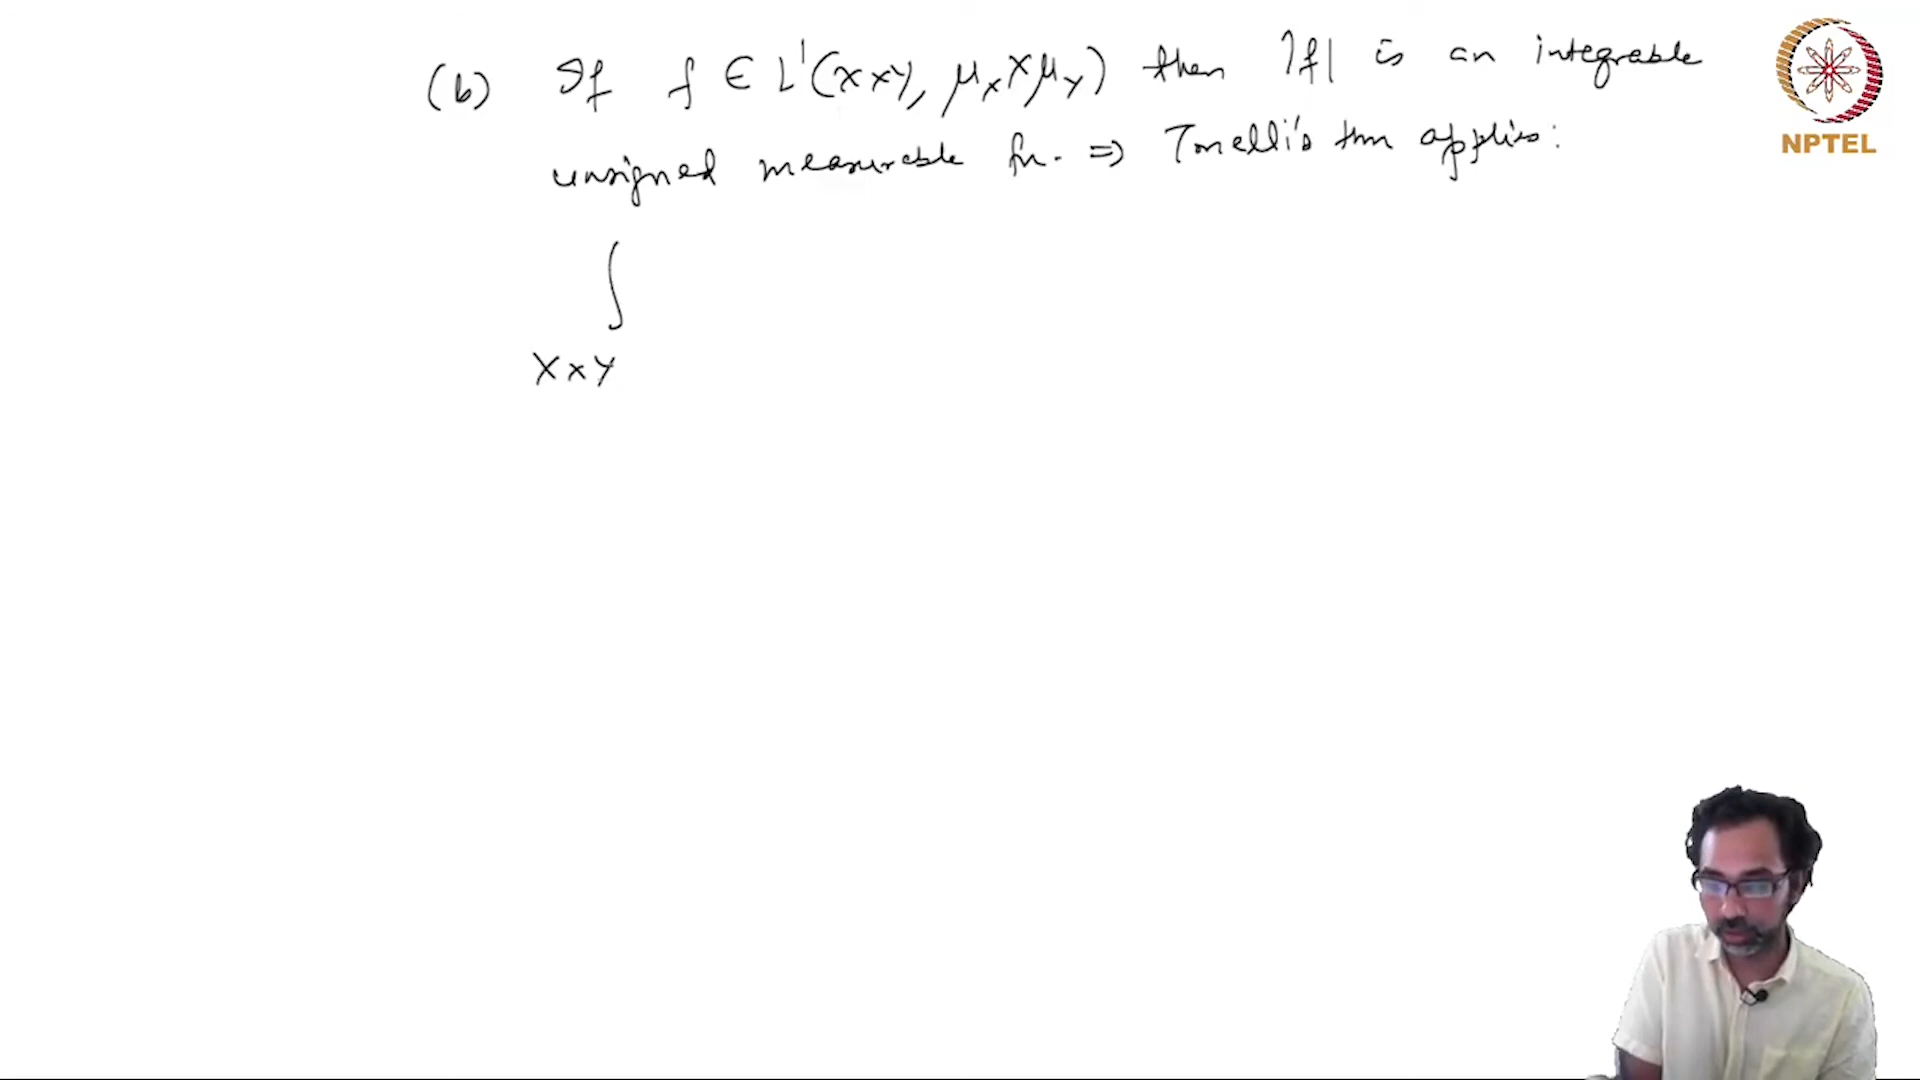 (b) If f ∈ L¹(X×Y, μ_X×μ_Y) then |f| is an integrable
unsigned measurable fn. ⇒ Tonelli's thm applies:
∫
X×Y
NPTEL